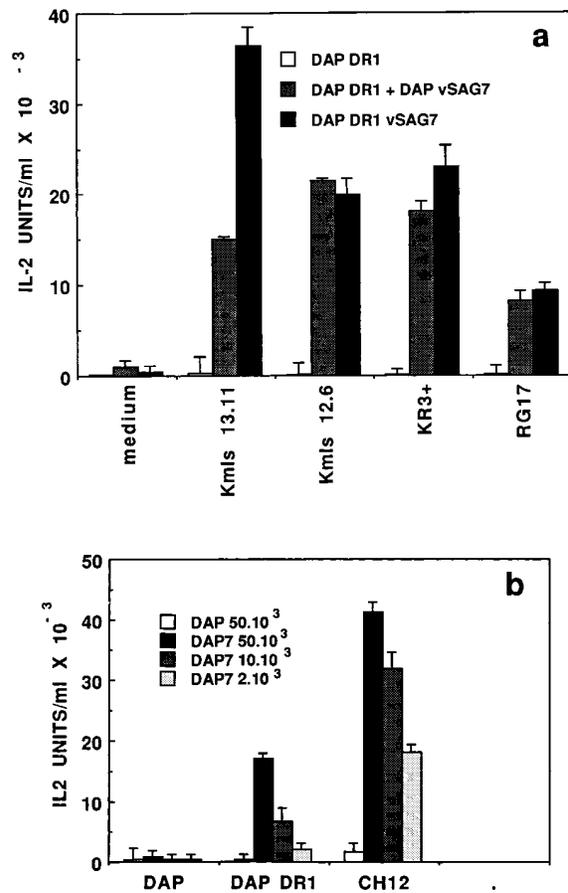 a
IL-2 UNITS/ml X 10 -3
40
30
20
10
0
DAP DR1
DAP DR1 + DAP vSAG7
DAP DR1 vSAG7
medium
Kmls 13.11
Kmls 12.6
KR3+
RG17
b
IL2 UNITS/ml X 10 -3
50
40
30
20
10
0
DAP 50.10 3
DAP7 50.10 3
DAP7 10.10 3
DAP7 2.10 3
DAP
DAP DR1
CH12